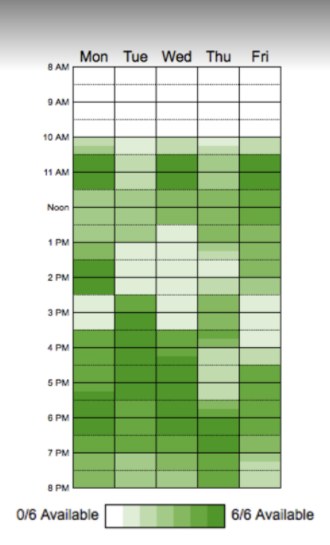 Mon Tue Wed Thu Fri
8 AM
9 AM
10 AM
11 AM
Noon
1 PM
2 PM
3 PM
4 PM
5 PM
6 PM
7 PM
8 PM
0/6 Available 6/6 Available